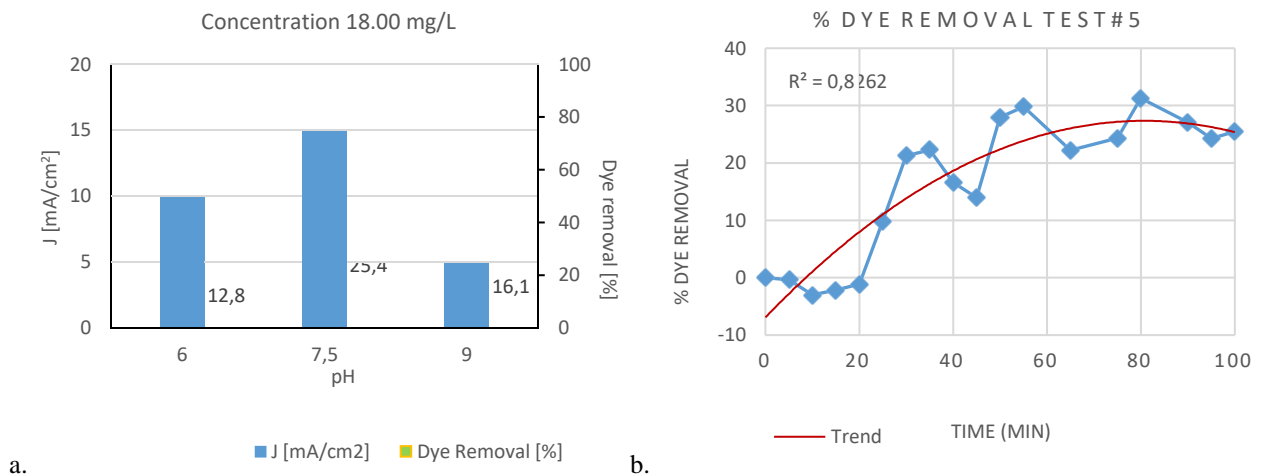 Concentration 18.00 mg/L
20
15
10
5
0
J [mA/cm²]
100
80
60
40
20
0
Dye removal [%]
12,8
25,4
16,1
6
7,5
9
pH
J [mA/cm2]
Dye Removal [%]
a.
% DYE REMOVAL TEST#5
R² = 0,8262
40
30
20
10
0
-10
% DYE REMOVAL
0
20
40
60
80
100
Trend
TIME (MIN)
b.